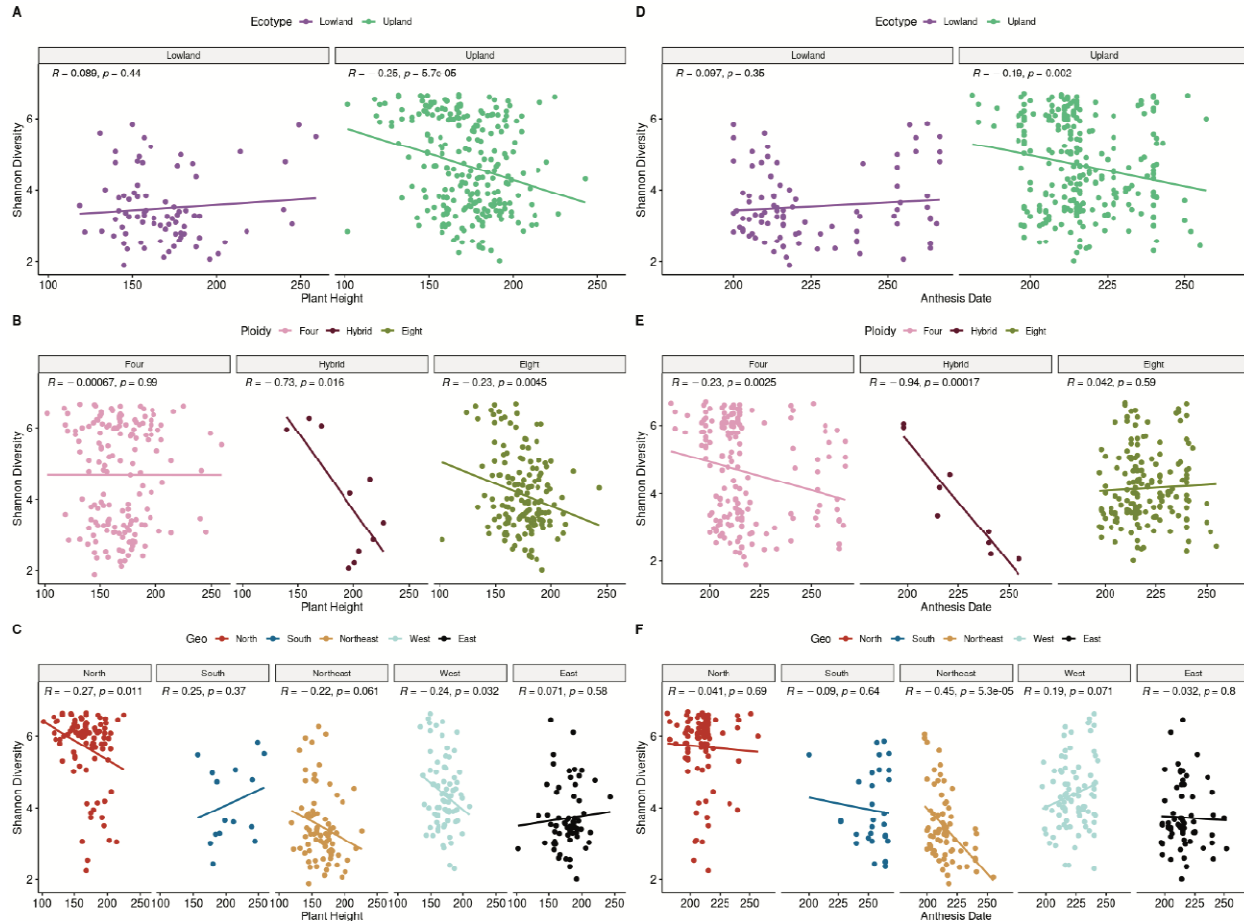 A
Ecotype Lowland Upland
Lowland Upland
R = 0.089, p = 0.44 R = −0.25, p = 5.7e-05
Shannon Diversity
6
4
2
100 150 200 250 100 150 200 250
Plant Height
D
Ecotype Lowland Upland
Lowland Upland
R = 0.097, p = 0.35 R = −0.19, p = 0.002
Shannon Diversity
6
4
2
200 225 250 200 225 250
Anthesis Date
B
Ploidy Four Hybrid Eight
Four Hybrid Eight
R = −0.00067, p = 0.99 R = −0.73, p = 0.016 R = −0.23, p = 0.0045
Shannon Diversity
6
4
2
100 150 200 250 100 150 200 250 100 150 200 250
Plant Height
E
Ploidy Four Hybrid Eight
Four Hybrid Eight
R = −0.23, p = 0.0025 R = −0.94, p = 0.00017 R = 0.042, p = 0.59
Shannon Diversity
6
4
2
200 225 250 200 225 250 200 225 250
Anthesis Date
C
Geo North South Northeast West East
North South Northeast West East
R = −0.27, p = 0.011 R = 0.25, p = 0.37 R = −0.22, p = 0.061 R = −0.24, p = 0.032 R = 0.071, p = 0.58
Shannon Diversity
6
4
2
100 150 200 250 100 150 200 250 100 150 200 250 100 150 200 250 100 150 200 250
Plant Height
F
Geo North South Northeast West East
North South Northeast West East
R = −0.041, p = 0.69 R = −0.09, p = 0.64 R = −0.45, p = 5.3e-05 R = 0.19, p = 0.071 R = −0.032, p = 0.8
Shannon Diversity
6
4
2
200 225 250 200 225 250 200 225 250 200 225 250 200 225 250
Anthesis Date